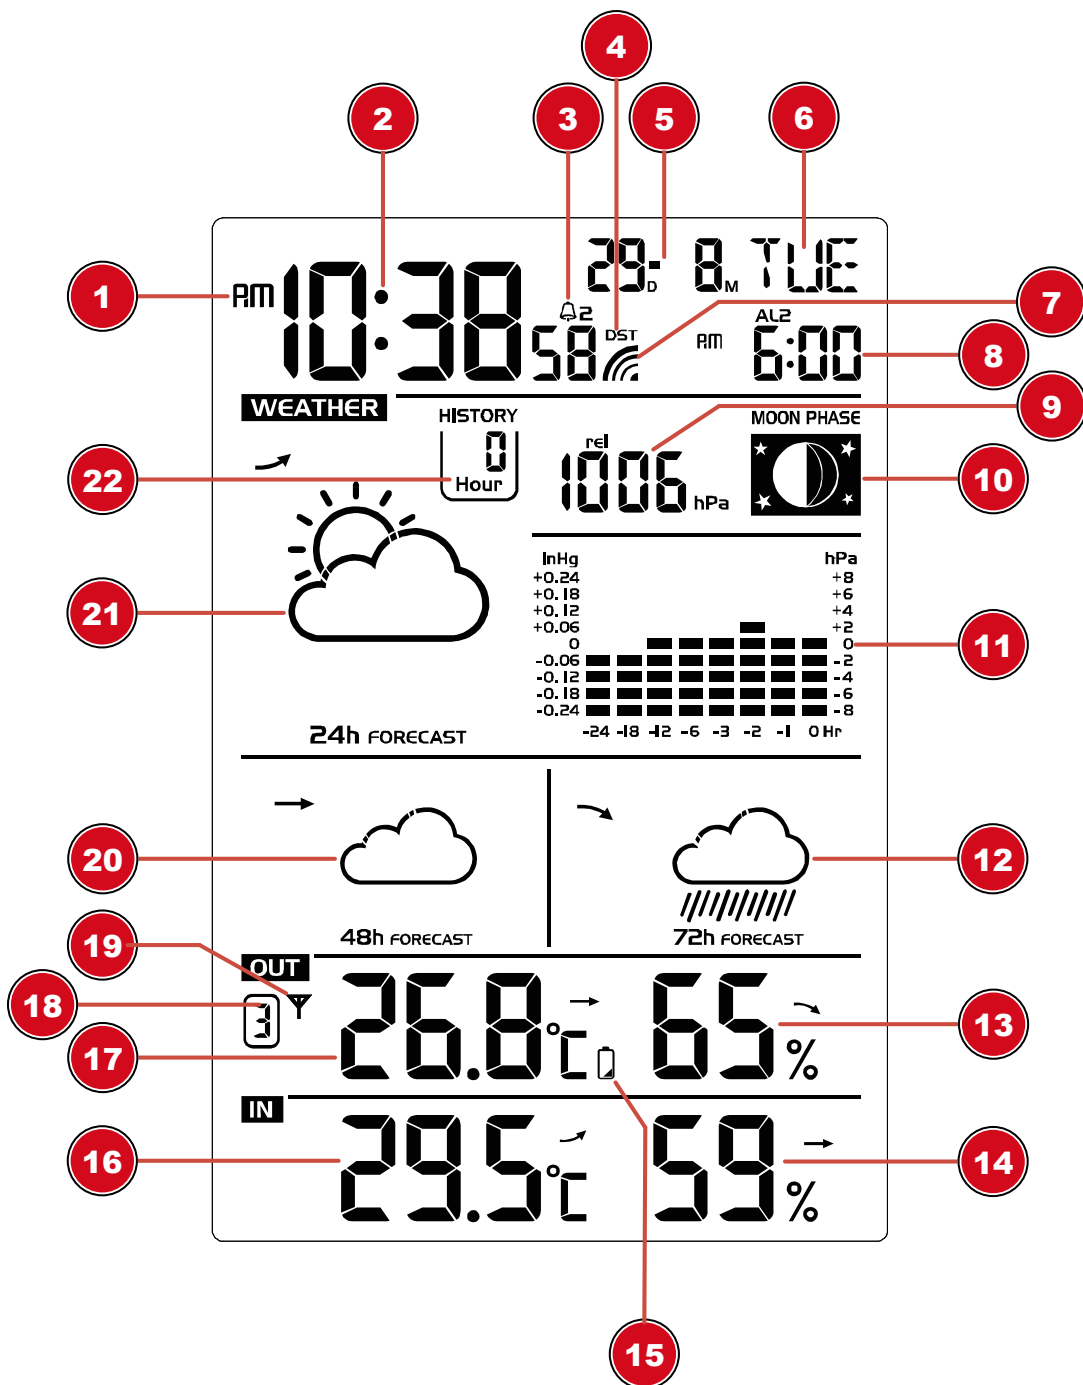 4
2 3 5 6
29-D 8M TUE
1 PM 10:38 7
2 DST AL2
58 PM 6:00 8
WEATHER 9
HISTORY MOON PHASE
0 rel
22 Hour 1006 hPa 10
InHg hPa
+0.24 +8
+0.18 +6
21 +0.12 +4
+0.06 +2
0 0 11
-0.06 -2
-0.12 -4
-0.18 -6
-0.24 -8
24h FORECAST -24 -18 -12 -6 -3 -2 -1 0 Hr
20 12
48h FORECAST 72h FORECAST
19
OUT
18 3 26.8°C 65% 13
17
IN
16 29.5°C 59% 14
15